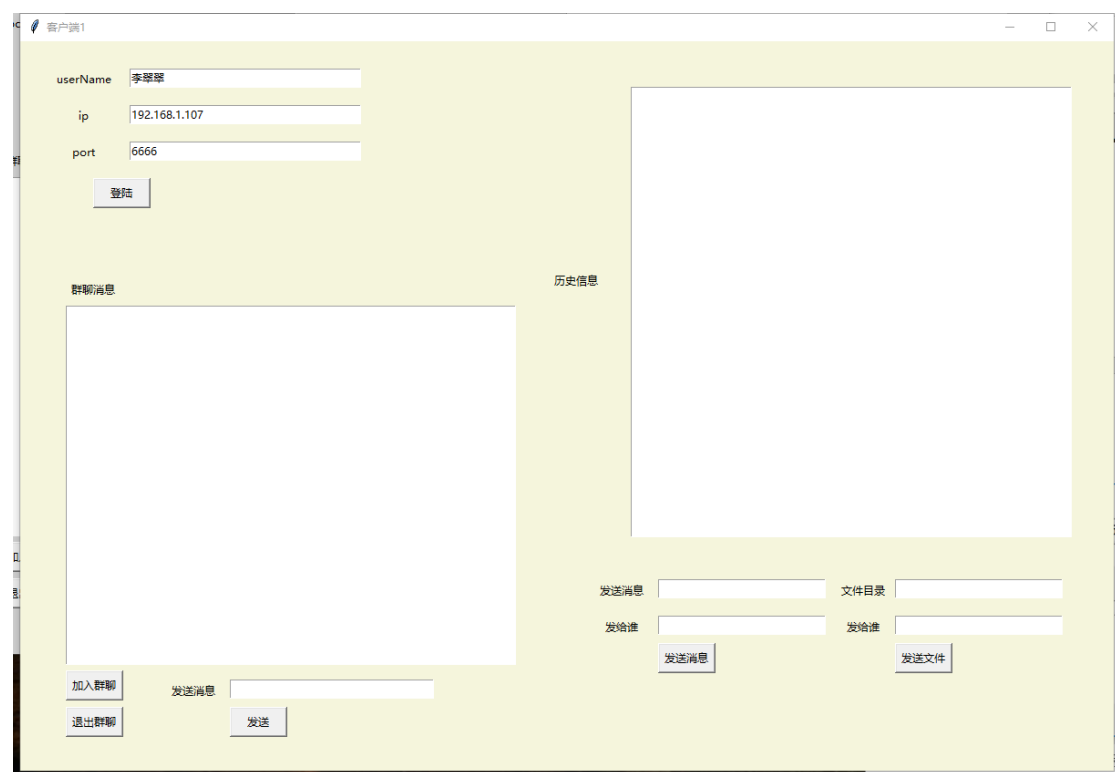 客户端1
userName 李翠翠
ip 192.168.1.107
port 6666
登陆
群聊消息
历史信息
发送消息 文件目录
发给谁 发给谁
发送消息 发送文件
加入群聊 发送消息
退出群聊 发送